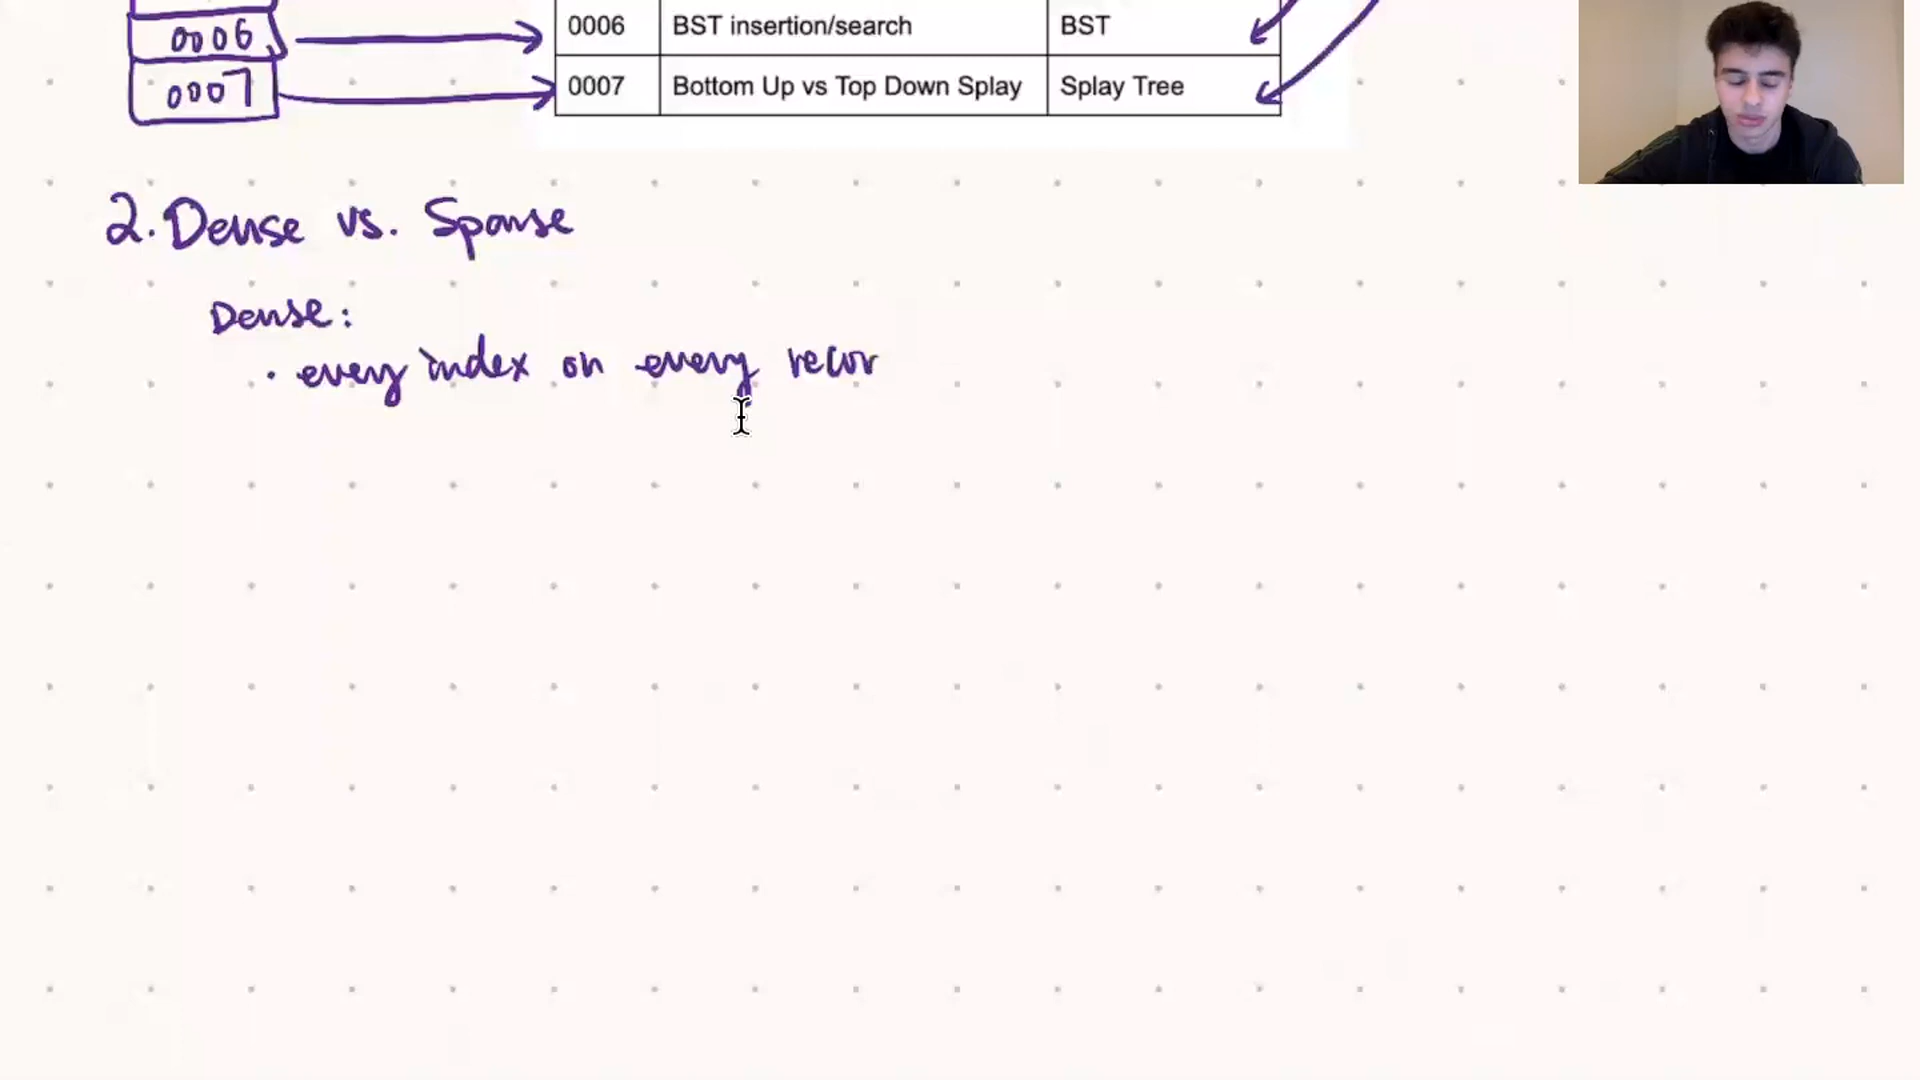 0006 0006 BST insertion/search BST
0007 0007 Bottom Up vs Top Down Splay Splay Tree
2. Dense vs. Sparse
Dense:
· every index on every recor